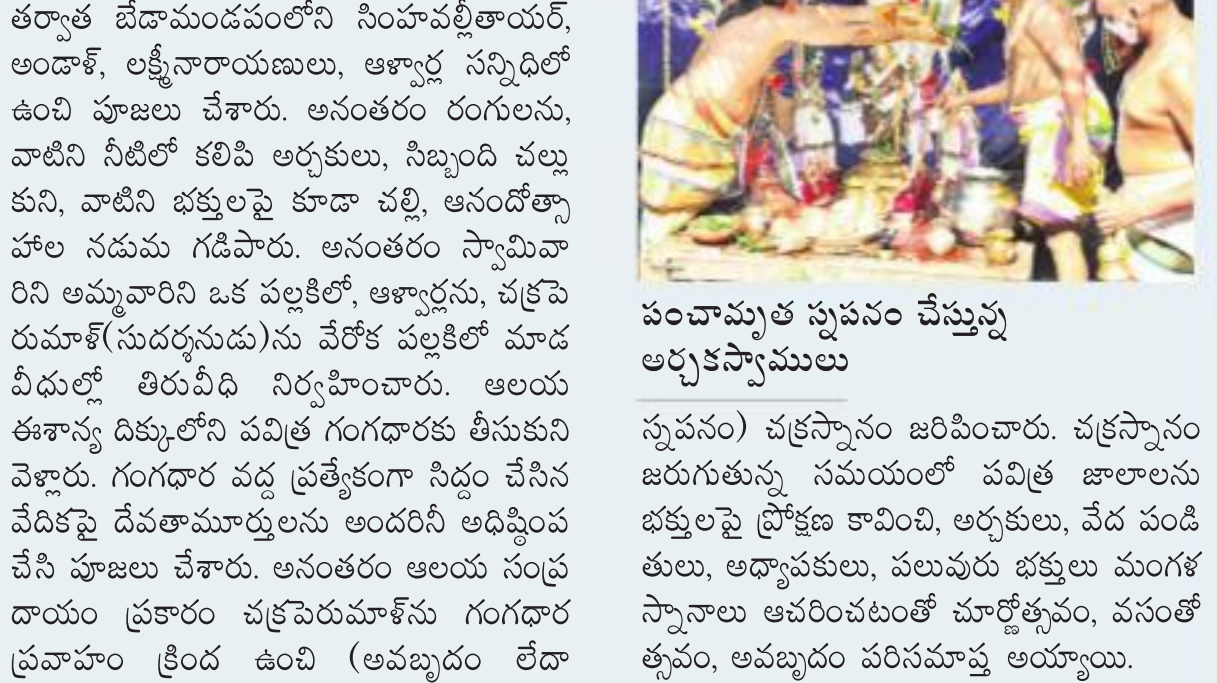 తర్వాత బేడామండపంలోని సింహవల్లీతాయర్,
అండాళ్, లక్ష్మీనారాయణులు, ఆళ్వార్ల సన్నిధిలో
ఉంచి పూజలు చేశారు. అనంతరం రంగులను,
వాటిని నీటిలో కలిపి అర్చకులు, సిబ్బంది చల్లు
కుని, వాటిని భక్తులపై కూడా చల్లి, ఆనందోత్సా
హాల నడుమ గడిపారు. అనంతరం స్వామివా
రిని అమ్మవారిని ఒక పల్లకిలో, ఆళ్వార్లను, చక్రపె
రుమాళ్(సుదర్శనుడు)ను వేరోక పల్లకిలో మాడ
వీధుల్లో తిరువీధి నిర్వహించారు. ఆలయ
ఈశాన్య దిక్కులోని పవిత్ర గంగధారకు తీసుకుని
వెళ్లారు. గంగధార వద్ద ప్రత్యేకంగా సిద్దం చేసిన
వేదికపై దేవతామూర్తులను అందరినీ అధిష్ఠింప
చేసి పూజలు చేశారు. అనంతరం ఆలయ సంప్ర
దాయం ప్రకారం చక్రపెరుమాళ్‌ను గంగధార
ప్రవాహం క్రింద ఉంచి (అవబృదం లేదా
పంచామృత స్నపనం చేస్తున్న
అర్చకస్వాములు
స్నపనం) చక్రస్నానం జరిపించారు. చక్రస్నానం
జరుగుతున్న సమయంలో పవిత్ర జాలాలను
భక్తులపై ప్రోక్షణ కావించి, అర్చకులు, వేద పండి
తులు, అధ్యాపకులు, పలువురు భక్తులు మంగళ
స్నానాలు ఆచరించటంతో చూర్ణోత్సవం, వసంతో
త్సవం, అవబృదం పరిసమాప్త అయ్యాయి.